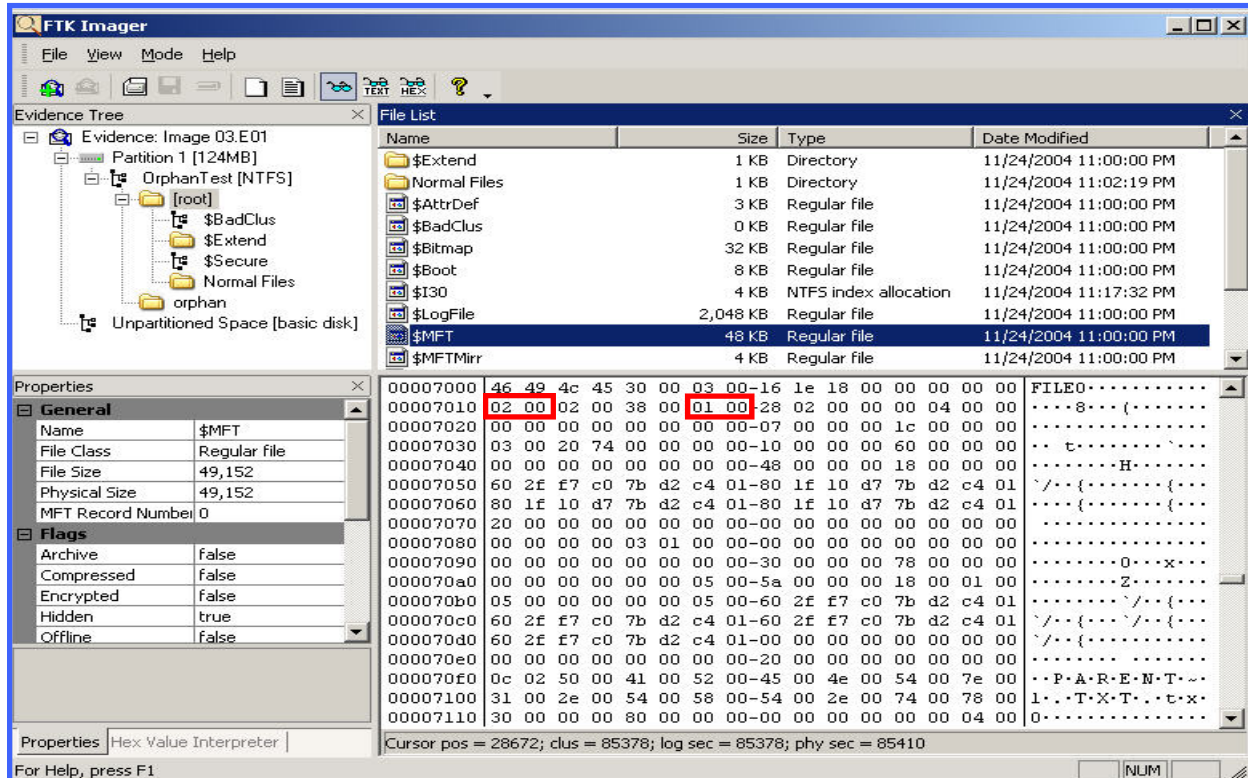 FTK Imager
File View Mode Help
TEXT HEX ?
Evidence Tree
Evidence: Image 03.E01
Partition 1 [124MB]
OrphanTest [NTFS]
[root]
$BadClus
$Extend
$Secure
Normal Files
orphan
Unpartitioned Space [basic disk]
File List
Name Size Type Date Modified
$Extend 1 KB Directory 11/24/2004 11:00:00 PM
Normal Files 1 KB Directory 11/24/2004 11:02:19 PM
$AttrDef 3 KB Regular file 11/24/2004 11:00:00 PM
$BadClus 0 KB Regular file 11/24/2004 11:00:00 PM
$Bitmap 32 KB Regular file 11/24/2004 11:00:00 PM
$Boot 8 KB Regular file 11/24/2004 11:00:00 PM
$I30 4 KB NTFS index allocation 11/24/2004 11:17:32 PM
$LogFile 2,048 KB Regular file 11/24/2004 11:00:00 PM
$MFT 48 KB Regular file 11/24/2004 11:00:00 PM
$MFTMirr 4 KB Regular file 11/24/2004 11:00:00 PM
Properties
General
Name $MFT
File Class Regular file
File Size 49,152
Physical Size 49,152
MFT Record Number 0
Flags
Archive false
Compressed false
Encrypted false
Hidden true
Offline false
Properties Hex Value Interpreter
00007000 46 49 4c 45 30 00 03 00-16 1e 18 00 00 00 00 00 FILE0···········
00007010 02 00 02 00 38 00 01 00-28 02 00 00 00 04 00 00 ····8···(·······
00007020 00 00 00 00 00 00 00 00-07 00 00 00 1c 00 00 00 ················
00007030 03 00 20 74 00 00 00 00-10 00 00 00 60 00 00 00 ·· t········`···
00007040 00 00 00 00 00 00 00 00-48 00 00 00 18 00 00 00 ········H·······
00007050 60 2f f7 c0 7b d2 c4 01-80 1f 10 d7 7b d2 c4 01 `/··{·······{···
00007060 80 1f 10 d7 7b d2 c4 01-80 1f 10 d7 7b d2 c4 01 ····{·······{···
00007070 20 00 00 00 00 00 00 00-00 00 00 00 00 00 00 00  ···············
00007080 00 00 00 00 03 01 00 00-00 00 00 00 00 00 00 00 ················
00007090 00 00 00 00 00 00 00 00-30 00 00 00 78 00 00 00 ········0···x···
000070a0 00 00 00 00 00 00 05 00-5a 00 00 00 18 00 01 00 ········Z·······
000070b0 05 00 00 00 00 00 05 00-60 2f f7 c0 7b d2 c4 01 ········`/··{···
000070c0 60 2f f7 c0 7b d2 c4 01-60 2f f7 c0 7b d2 c4 01 `/··{···`/··{···
000070d0 60 2f f7 c0 7b d2 c4 01-00 00 00 00 00 00 00 00 `/··{···········
000070e0 00 00 00 00 00 00 00 00-20 00 00 00 00 00 00 00 ········ ·······
000070f0 0c 02 50 00 41 00 52 00-45 00 4e 00 54 00 7e 00 ··P·A·R·E·N·T·~·
00007100 31 00 2e 00 54 00 58 00-54 00 2e 00 74 00 78 00 1·.·T·X·T·.·t·x·
00007110 30 00 00 00 80 00 00 00-00 00 00 00 00 00 04 00 0···············
Cursor pos = 28672; clus = 85378; log sec = 85378; phy sec = 85410
For Help, press F1
NUM